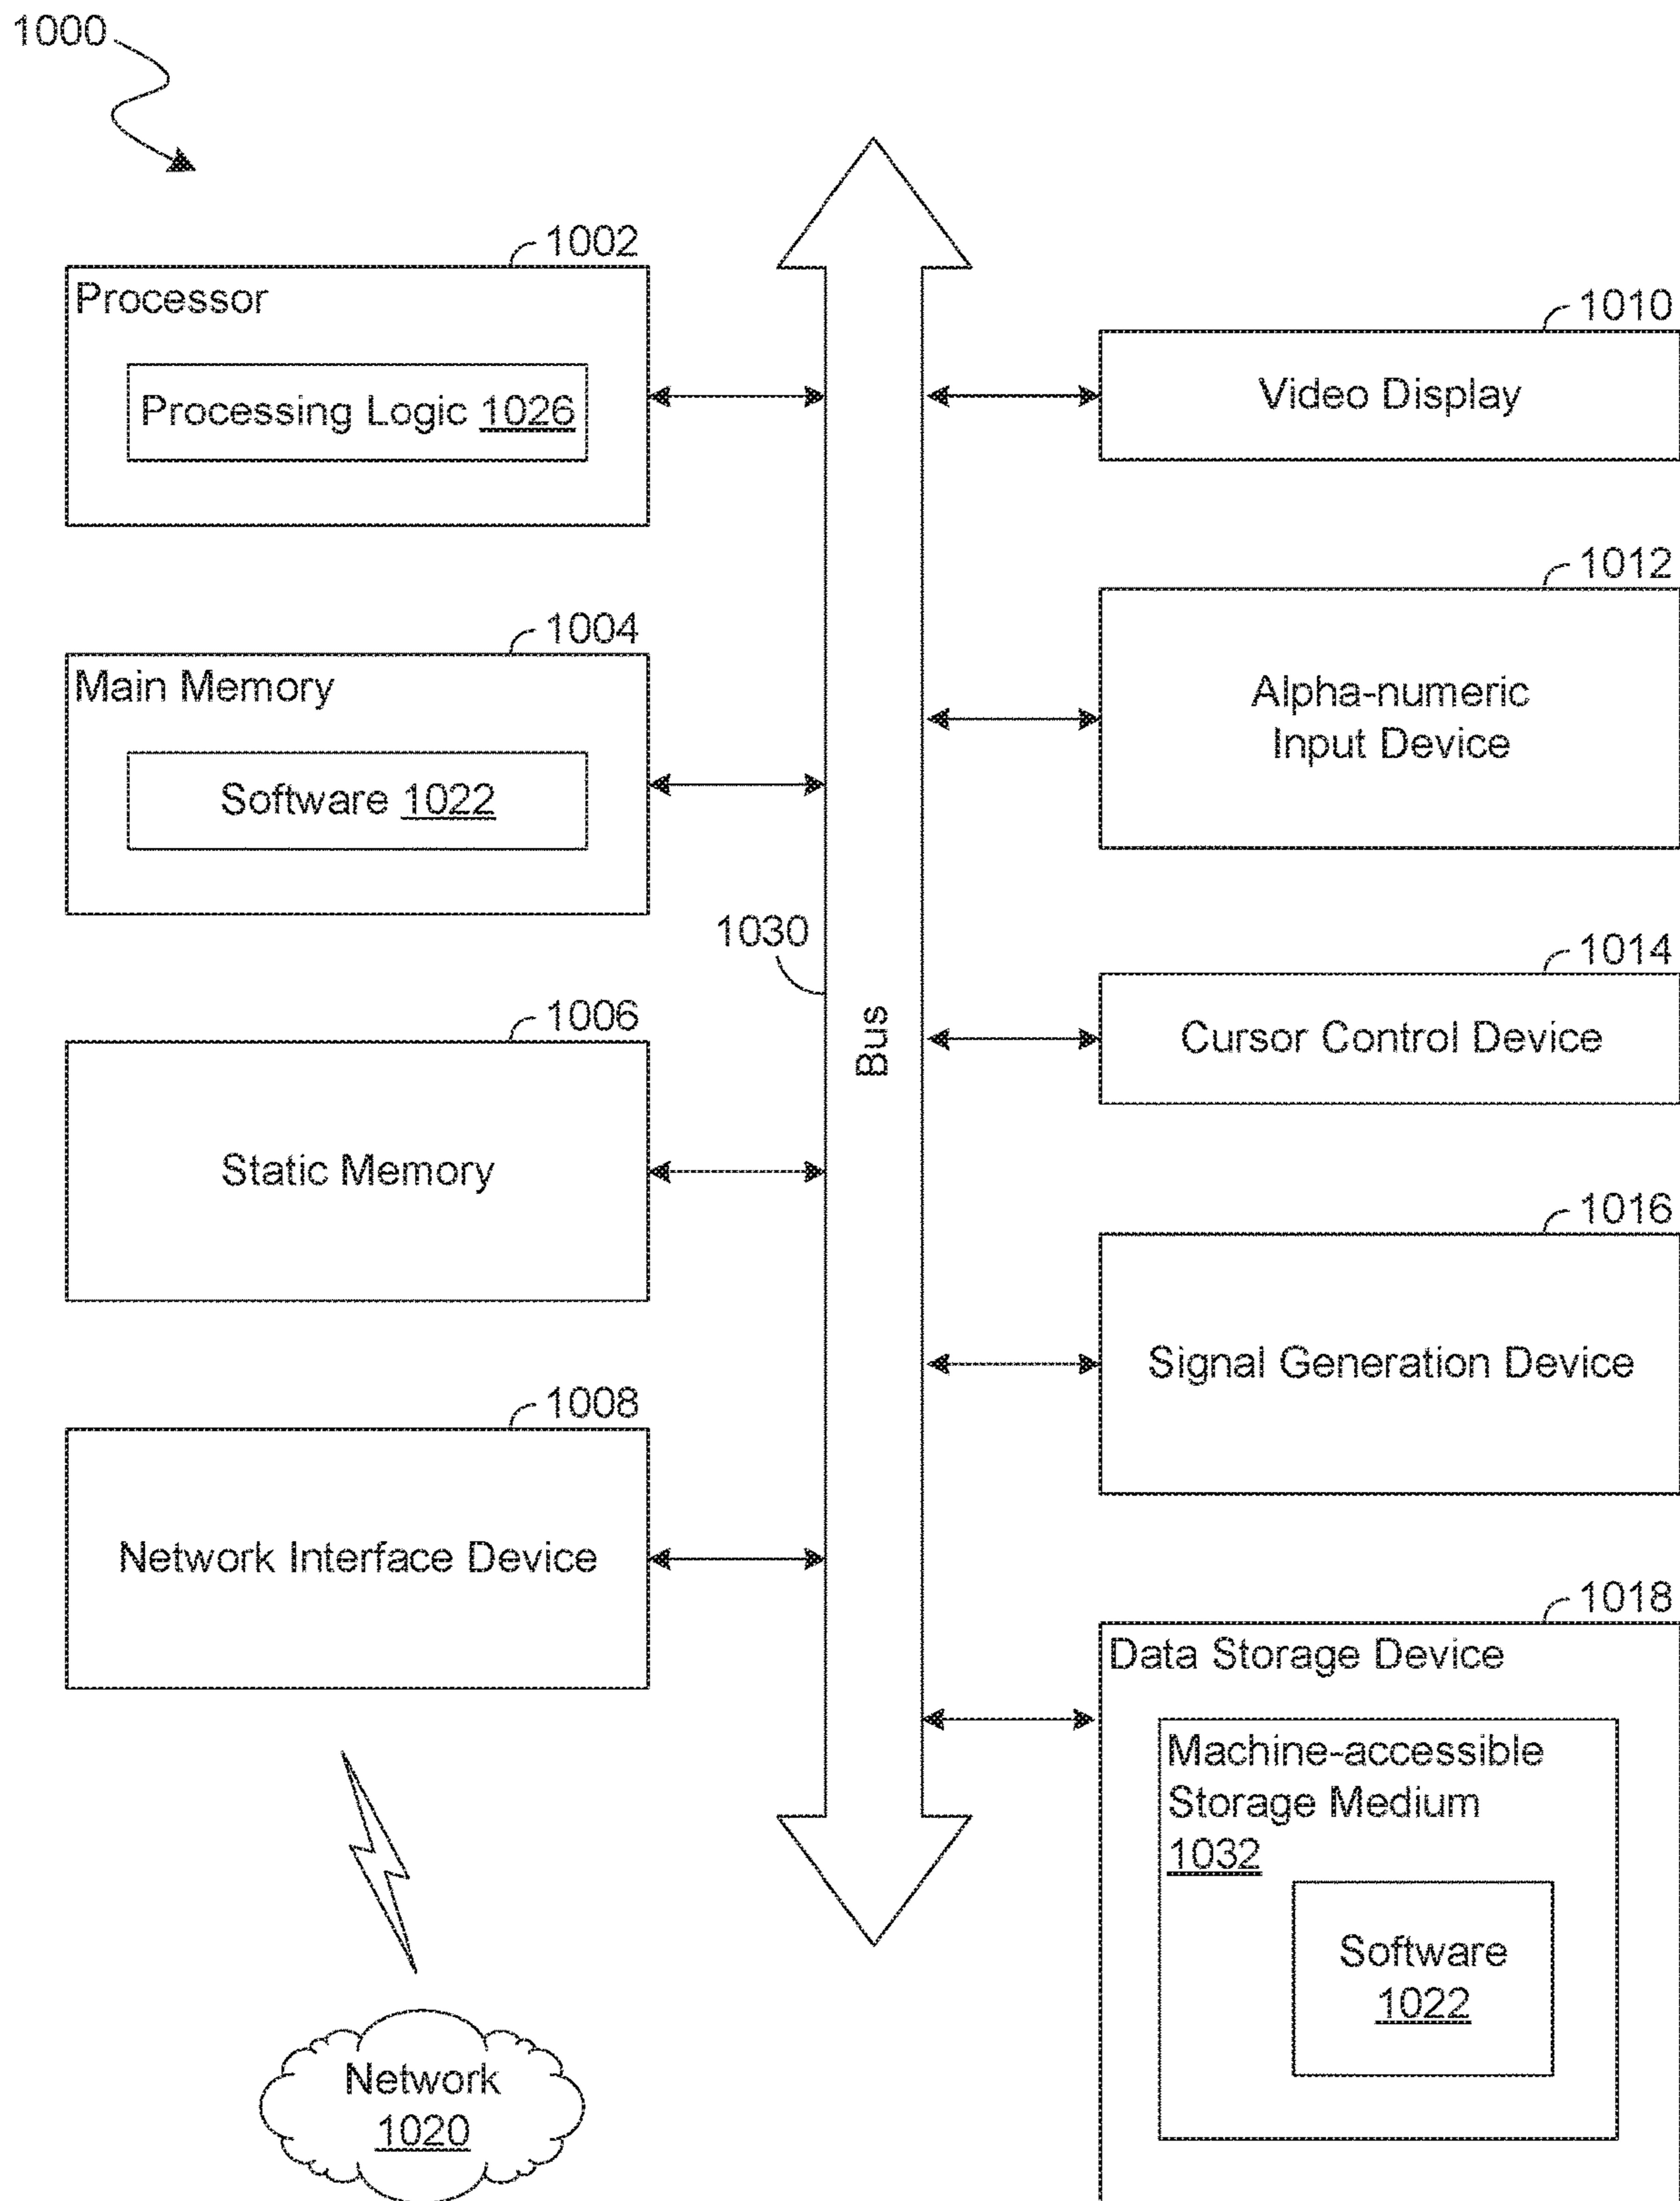 1000
1002
Processor
Processing Logic 1026
1004
Main Memory
Software 1022
1030
1006
Static Memory
1008
Network Interface Device
Network
1020
Bus
1010
Video Display
1012
Alpha-numeric
Input Device
1014
Cursor Control Device
1016
Signal Generation Device
1018
Data Storage Device
Machine-accessible
Storage Medium
1032
Software
1022